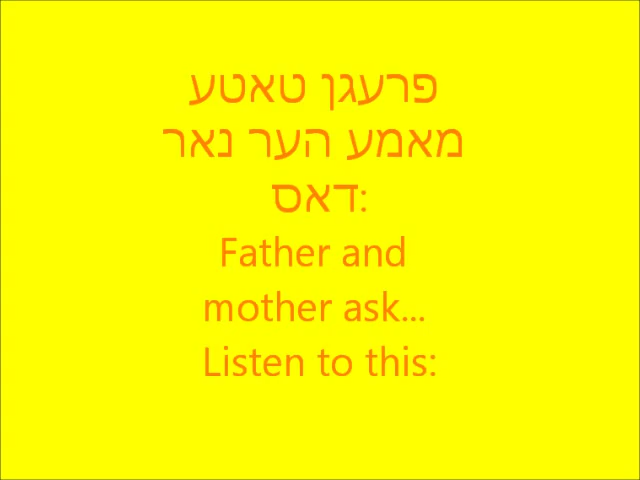 פרעגן טאטע
מאמע הער נאר
דאס:
Father and
mother ask...
Listen to this: